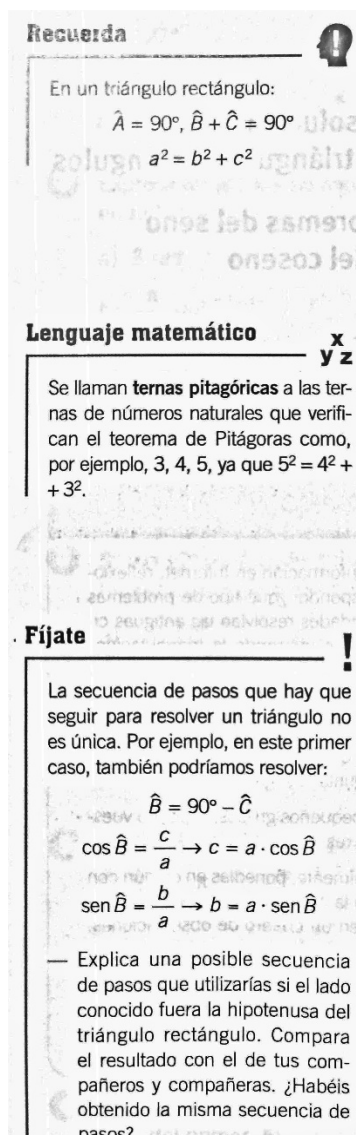 Recuerda
En un triángulo rectángulo:
Â = 90°, B̂ + Ĉ = 90°
a² = b² + c²
Lenguaje matemático
x
y z
Se llaman ternas pitagóricas a las ter-
nas de números naturales que verifi-
can el teorema de Pitágoras como,
por ejemplo, 3, 4, 5, ya que 5² = 4² +
+ 3².
Fíjate
!
La secuencia de pasos que hay que
seguir para resolver un triángulo no
es única. Por ejemplo, en este primer
caso, también podríamos resolver:
B̂ = 90° – Ĉ
cos B̂ = c/a → c = a · cos B̂
sen B̂ = b/a → b = a · sen B̂
— Explica una posible secuencia
de pasos que utilizarías si el lado
conocido fuera la hipotenusa del
triángulo rectángulo. Compara
el resultado con el de tus com-
pañeros y compañeras. ¿Habéis
obtenido la misma secuencia de
pasos?